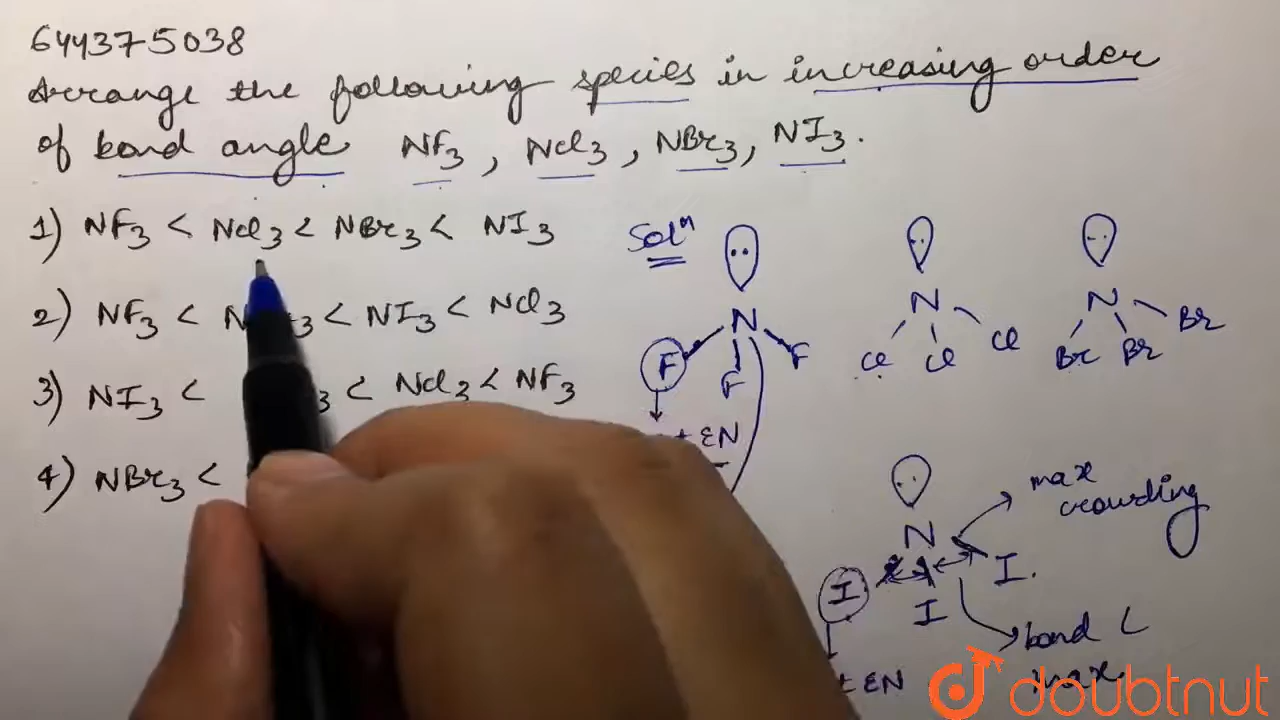 644375038
Arrange the following species in increasing order
of bond angle NF3, NCl3, NBr3, NI3.
1) NF3 < NCl3 < NBr3 < NI3
2) NF3 < N 3 < NI3 < NCl3
3) NI3 < 3 < NCl3 < NF3
4) NBr3 <
Solⁿ
N
F F F
EN
N
Cl Cl Cl
N
Br Br Br
max
crowding
N
I I I.
bond ∠
max
EN
doubtnut